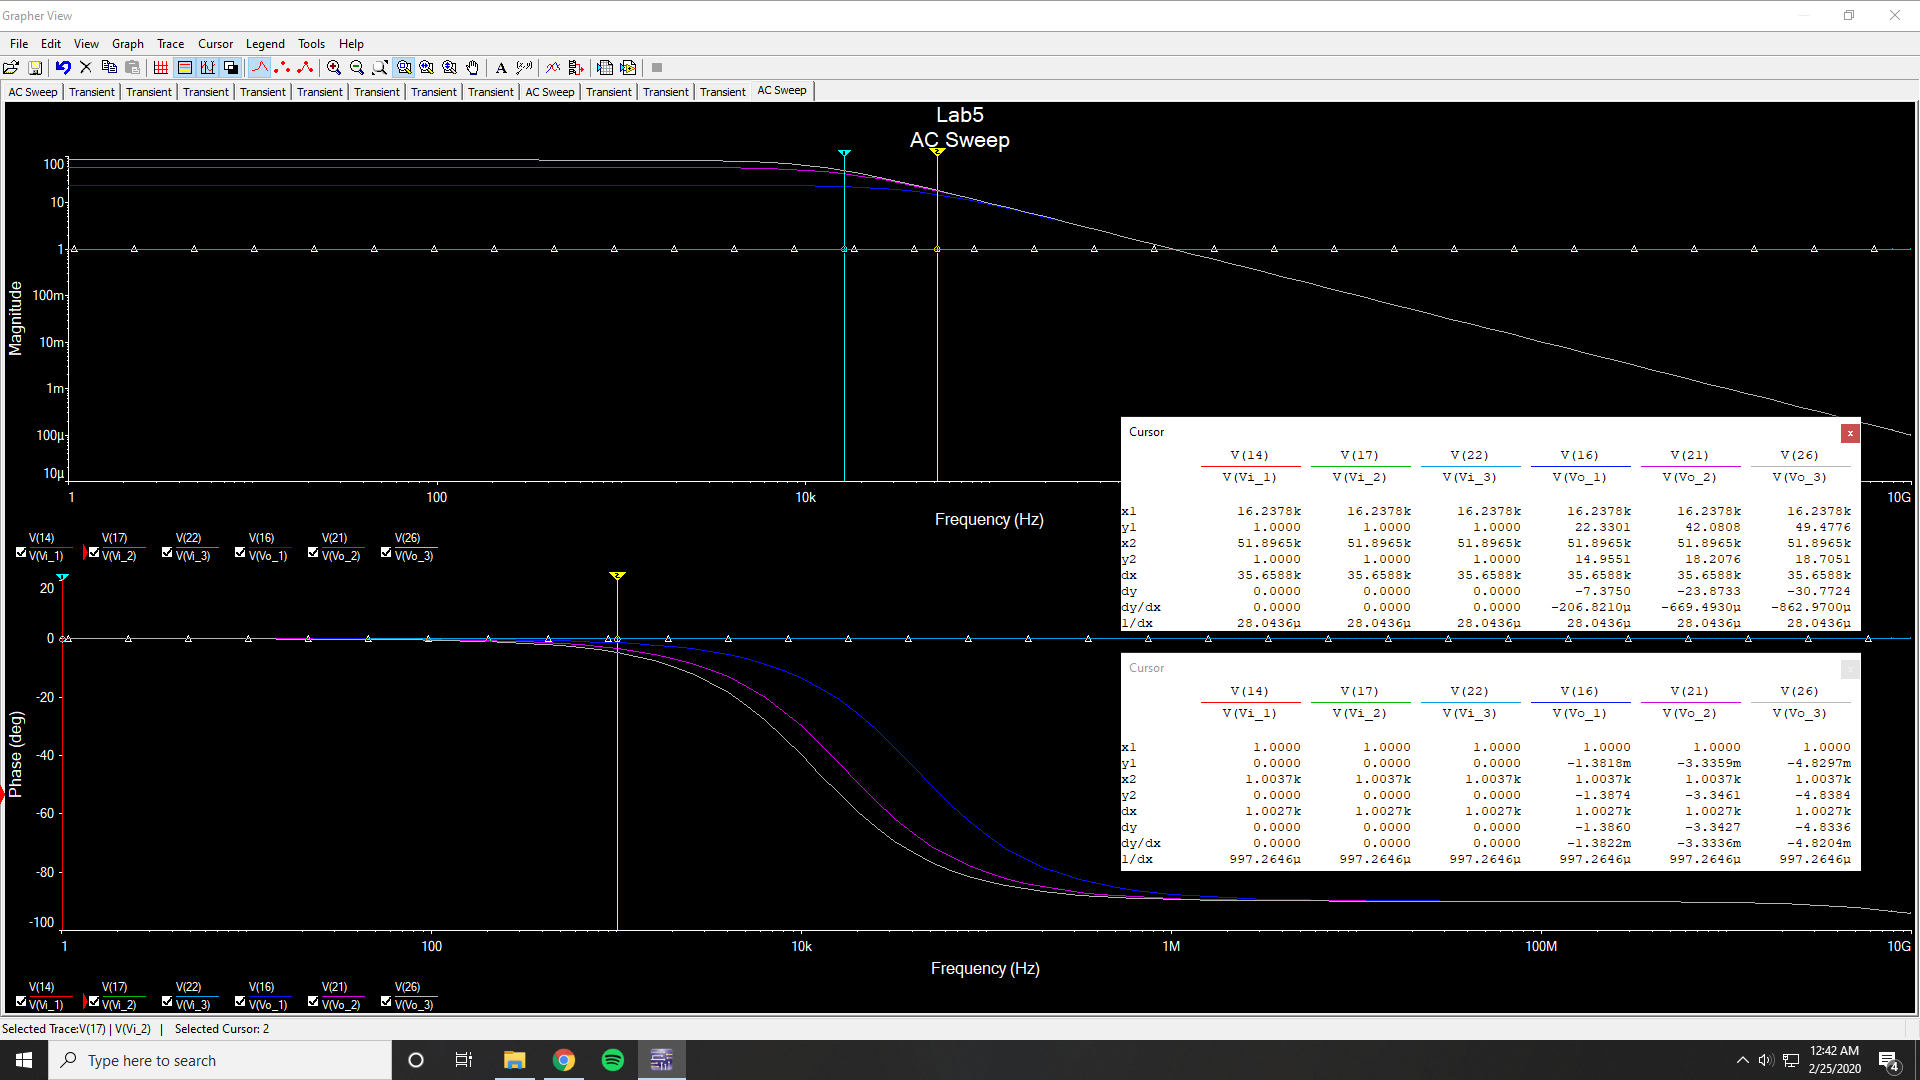 Grapher View
File Edit View Graph Trace Cursor Legend Tools Help
AC Sweep Transient Transient Transient Transient Transient Transient Transient Transient AC Sweep Transient Transient Transient AC Sweep
Lab5
AC Sweep
Magnitude
100
10
1
100m
10m
1m
100µ
10µ
1 100 10k 10G
Frequency (Hz)
V(14) V(17) V(22) V(16) V(21) V(26)
V(Vi_1) V(Vi_2) V(Vi_3) V(Vo_1) V(Vo_2) V(Vo_3)
Cursor
x
V(14) V(17) V(22) V(16) V(21) V(26)
V(Vi_1) V(Vi_2) V(Vi_3) V(Vo_1) V(Vo_2) V(Vo_3)
x1 16.2378k 16.2378k 16.2378k 16.2378k 16.2378k 16.2378k
y1 1.0000 1.0000 1.0000 22.3301 42.0808 49.4776
x2 51.8965k 51.8965k 51.8965k 51.8965k 51.8965k 51.8965k
y2 1.0000 1.0000 1.0000 14.9551 18.2076 18.7051
dx 35.6588k 35.6588k 35.6588k 35.6588k 35.6588k 35.6588k
dy 0.0000 0.0000 0.0000 -7.3750 -23.8733 -30.7724
dy/dx 0.0000 0.0000 0.0000 -206.8210µ -669.4930µ -862.9700µ
1/dx 28.0436µ 28.0436µ 28.0436µ 28.0436µ 28.0436µ 28.0436µ
Phase (deg)
20
0
-20
-40
-60
-80
-100
1 100 10k 1M 100M 10G
Frequency (Hz)
Cursor
V(14) V(17) V(22) V(16) V(21) V(26)
V(Vi_1) V(Vi_2) V(Vi_3) V(Vo_1) V(Vo_2) V(Vo_3)
x1 1.0000 1.0000 1.0000 1.0000 1.0000 1.0000
y1 0.0000 0.0000 0.0000 -1.3818m -3.3359m -4.8297m
x2 1.0037k 1.0037k 1.0037k 1.0037k 1.0037k 1.0037k
y2 0.0000 0.0000 0.0000 -1.3874 -3.3461 -4.8384
dx 1.0027k 1.0027k 1.0027k 1.0027k 1.0027k 1.0027k
dy 0.0000 0.0000 0.0000 -1.3860 -3.3427 -4.8336
dy/dx 0.0000 0.0000 0.0000 -1.3822m -3.3336m -4.8204m
1/dx 997.2646µ 997.2646µ 997.2646µ 997.2646µ 997.2646µ 997.2646µ
V(14) V(17) V(22) V(16) V(21) V(26)
V(Vi_1) V(Vi_2) V(Vi_3) V(Vo_1) V(Vo_2) V(Vo_3)
Selected Trace:V(17) | V(Vi_2) | Selected Cursor: 2
Type here to search
12:42 AM
2/25/2020
4